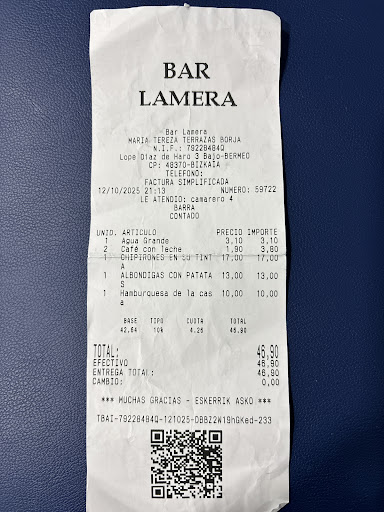 BAR
LAMERA
Bar Lamera
MARIA TEREZA TERRAZAS BORJA
N.I.F.: 79228484Q
Lope Diaz de Haro 3 Bajo-BERMEO
CP: 48370-BIZKAIA
TELEFONO:
FACTURA SIMPLIFICADA
12/10/2025 21:13 NUMERO: 59722
LE ATENDIO: camarero 4
BARRA
CONTADO
UNID. ARTICULO PRECIO IMPORTE
1 Agua Grande 3,10 3,10
2 Café con leche 1,90 3,80
1 CHIPIRONES EN SU TINT 17,00 17,00
A
1 ALBONDIGAS CON PATATA 13,00 13,00
S
1 Hamburquesa de la cas 10,00 10,00
a
BASE TIPO CUOTA TOTAL
42,64 10% 4.26 46,90
TOTAL: 46,90
EFECTIVO 46,90
ENTREGA TOTAL: 46,90
CAMBIO: 0,00
*** MUCHAS GRACIAS - ESKERRIK ASKO ***
TBAI-79228484Q-121025-DBBZ2W19hGKed-233